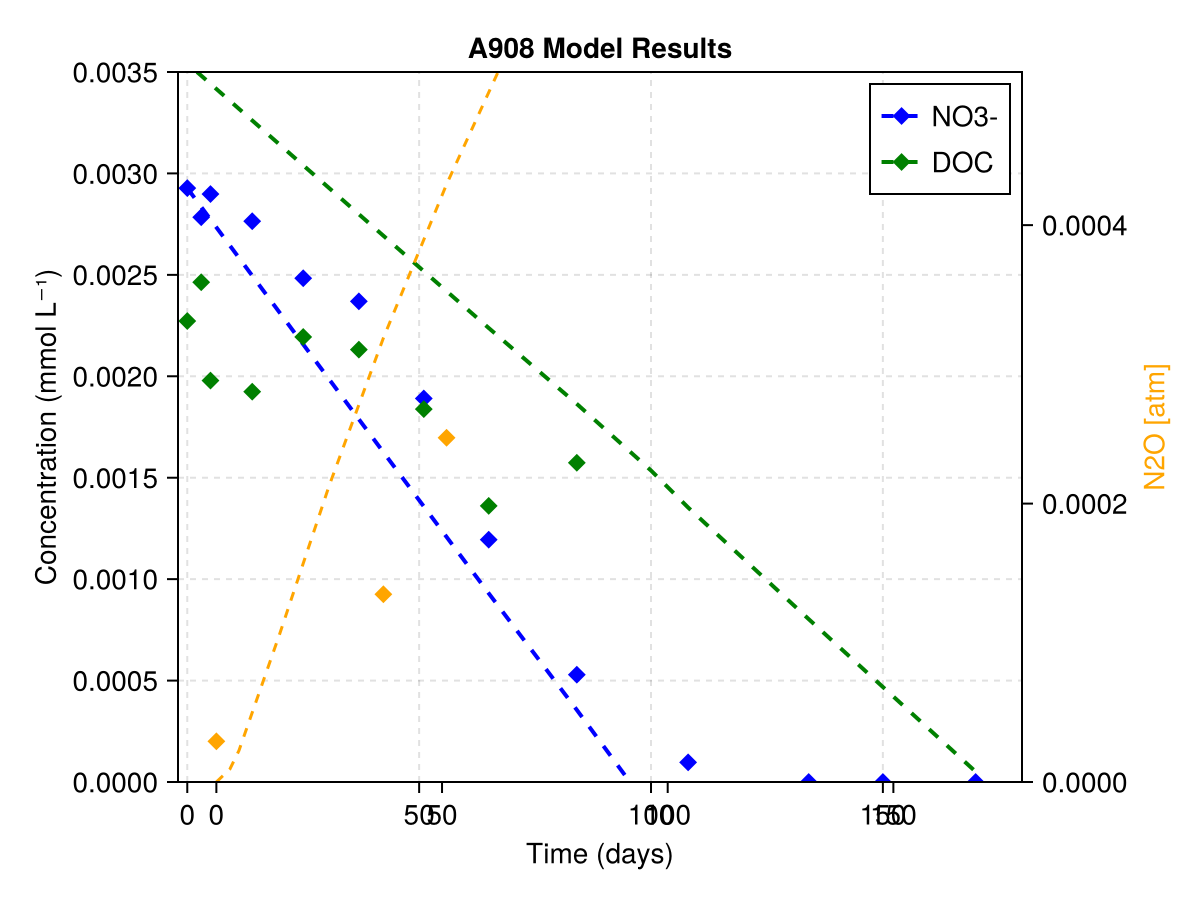 A908 Model Results
0.0035
0.0030
0.0025
0.0020
0.0015
0.0010
0.0005
0.0000
Concentration (mmol L⁻¹)
NO3-
DOC
0.0004
0.0002
0.0000
N2O [atm]
0 0 50 50 100 100 150 150
Time (days)